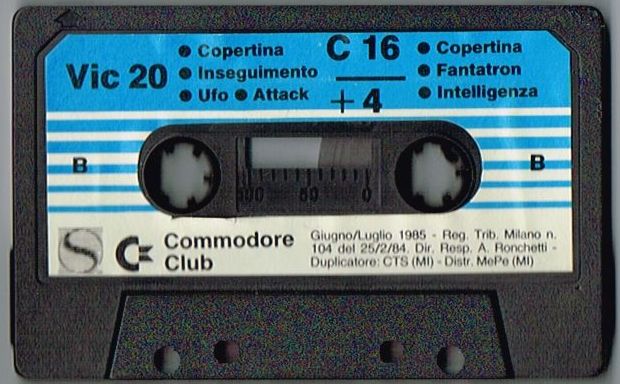 Vic 20
● Copertina
● Inseguimento
● Ufo ● Attack
C 16
+ 4
● Copertina
● Fantatron
● Intelligenza
B
B
100 50 0
Commodore
Club
Giugno/Luglio 1985 - Reg. Trib. Milano n.
104 del 25/2/84. Dir. Resp. A. Ronchetti -
Duplicatore: CTS (MI) - Distr. MePe (MI)